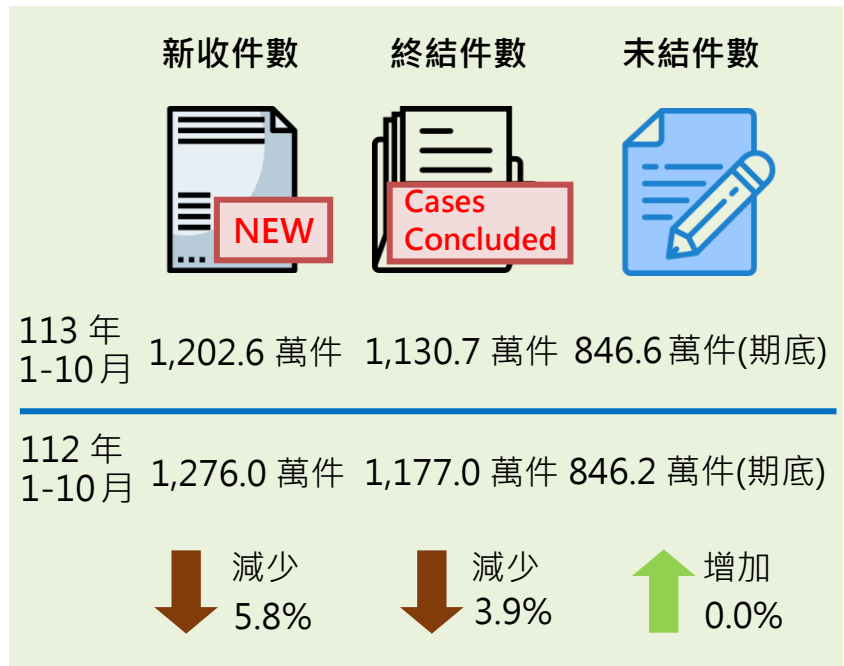 新收件數 終結件數 未結件數
NEW
Cases
Concluded
113 年
1-10月 1,202.6 萬件 1,130.7 萬件 846.6 萬件(期底)
112 年
1-10月 1,276.0 萬件 1,177.0 萬件 846.2 萬件(期底)
減少 減少 增加
5.8% 3.9% 0.0%